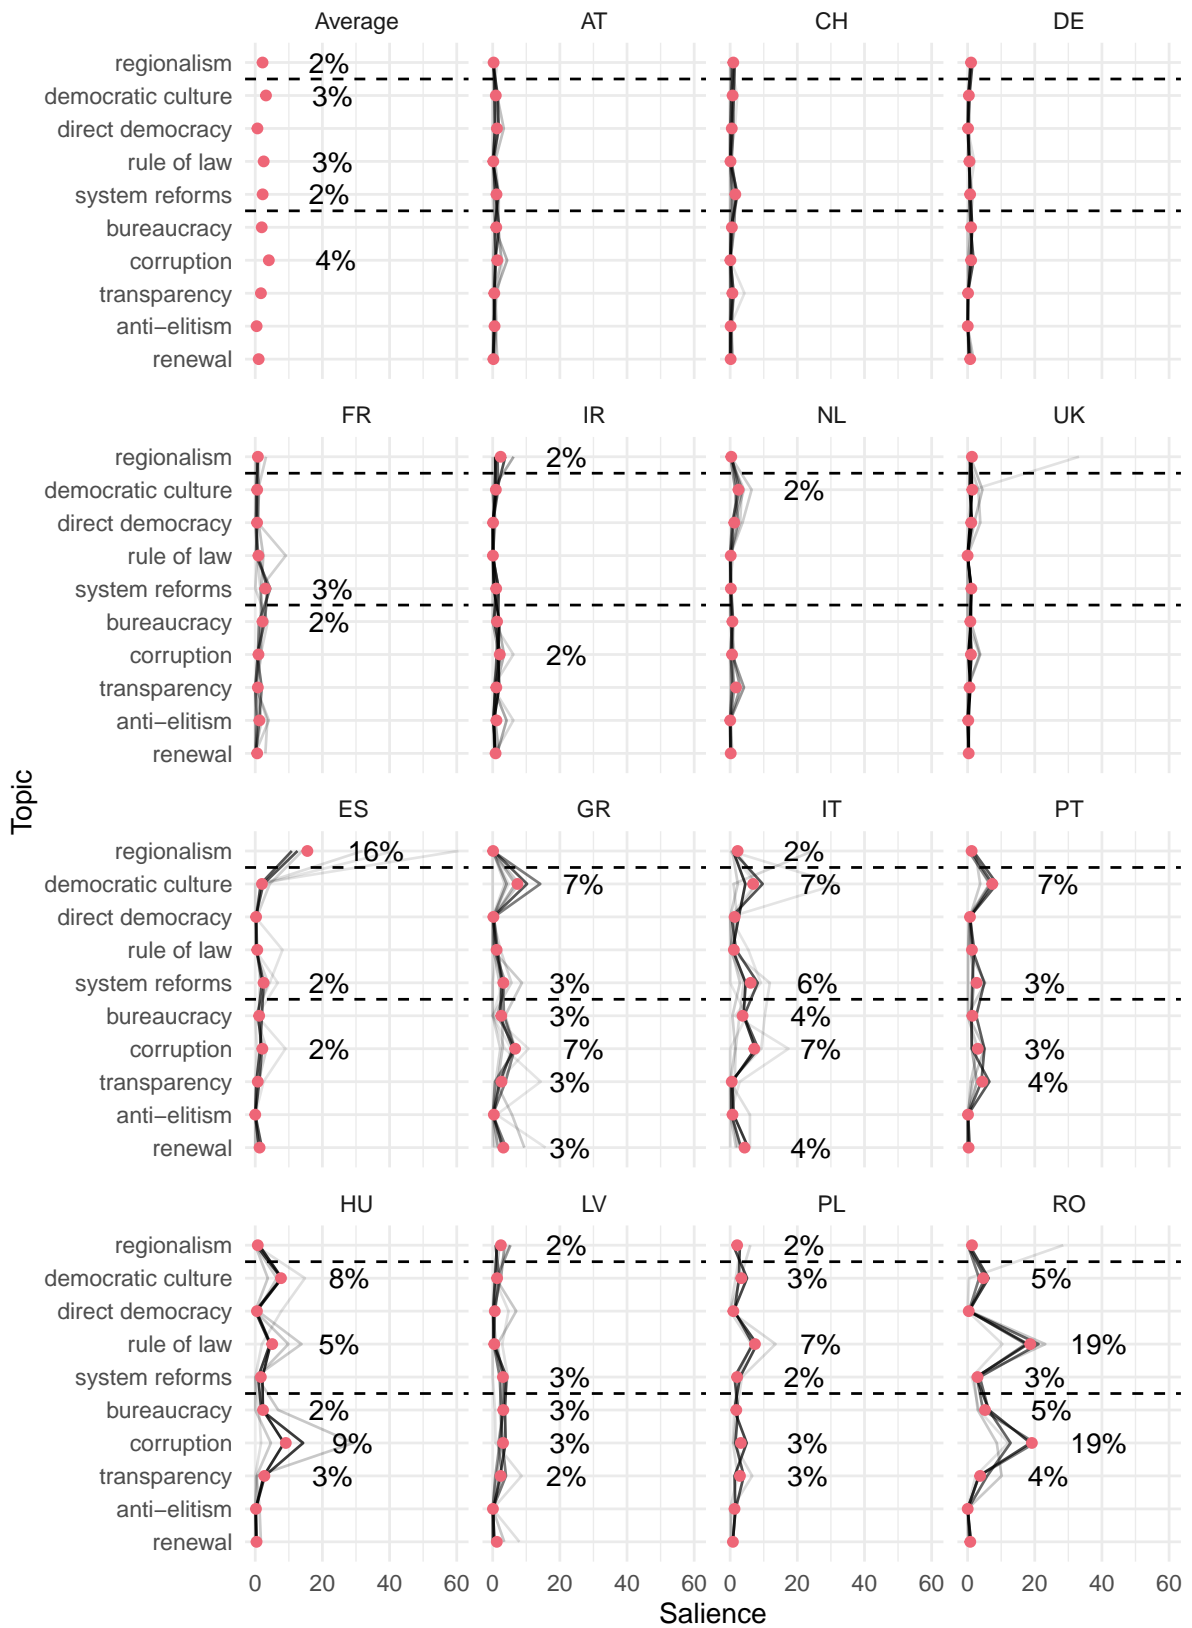 Average AT CH DE
regionalism 2%
democratic culture 3%
direct democracy
rule of law 3%
system reforms 2%
bureaucracy
corruption 4%
transparency
anti−elitism
renewal
FR IR NL UK
regionalism 2%
democratic culture 2%
direct democracy
rule of law
system reforms 3%
bureaucracy 2%
corruption 2%
transparency
anti−elitism
renewal
Topic
ES GR IT PT
regionalism 16% 2%
democratic culture 7% 7% 7%
direct democracy
rule of law
system reforms 2% 3% 6% 3%
bureaucracy 3% 4%
corruption 2% 7% 7% 3%
transparency 3% 4%
anti−elitism
renewal 3% 4%
HU LV PL RO
regionalism 2% 2%
democratic culture 8% 3% 5%
direct democracy
rule of law 5% 7% 19%
system reforms 3% 2% 3%
bureaucracy 2% 3% 5%
corruption 9% 3% 3% 19%
transparency 3% 2% 3% 4%
anti−elitism
renewal
0 20 40 60 0 20 40 60 0 20 40 60 0 20 40 60
Salience